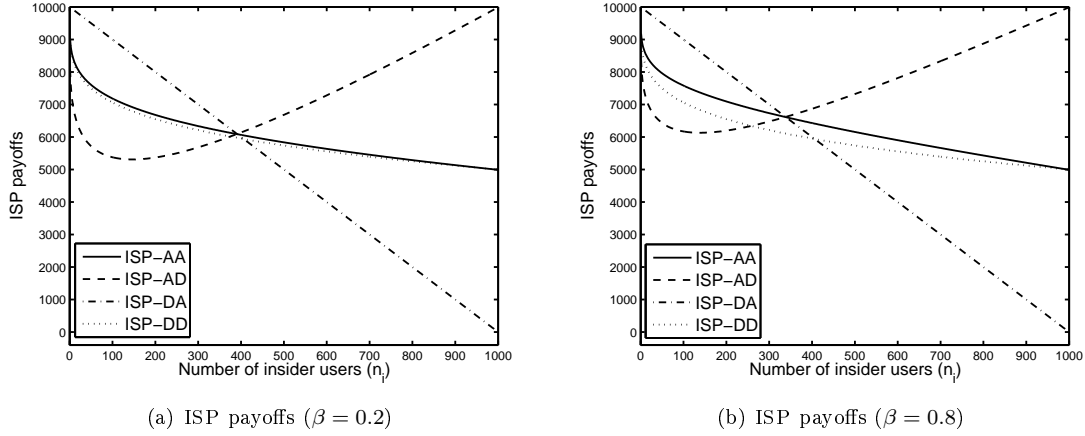 10000
9000
8000
7000
6000
5000
4000
3000
2000
1000
0
ISP payoffs
ISP–AA
ISP–AD
ISP–DA
ISP–DD
0 100 200 300 400 500 600 700 800 900 1000
Number of insider users (n_i)
(a) ISP payoffs (β = 0.2)
10000
9000
8000
7000
6000
5000
4000
3000
2000
1000
0
ISP payoffs
ISP–AA
ISP–AD
ISP–DA
ISP–DD
0 100 200 300 400 500 600 700 800 900 1000
Number of insider users (n_i)
(b) ISP payoffs (β = 0.8)